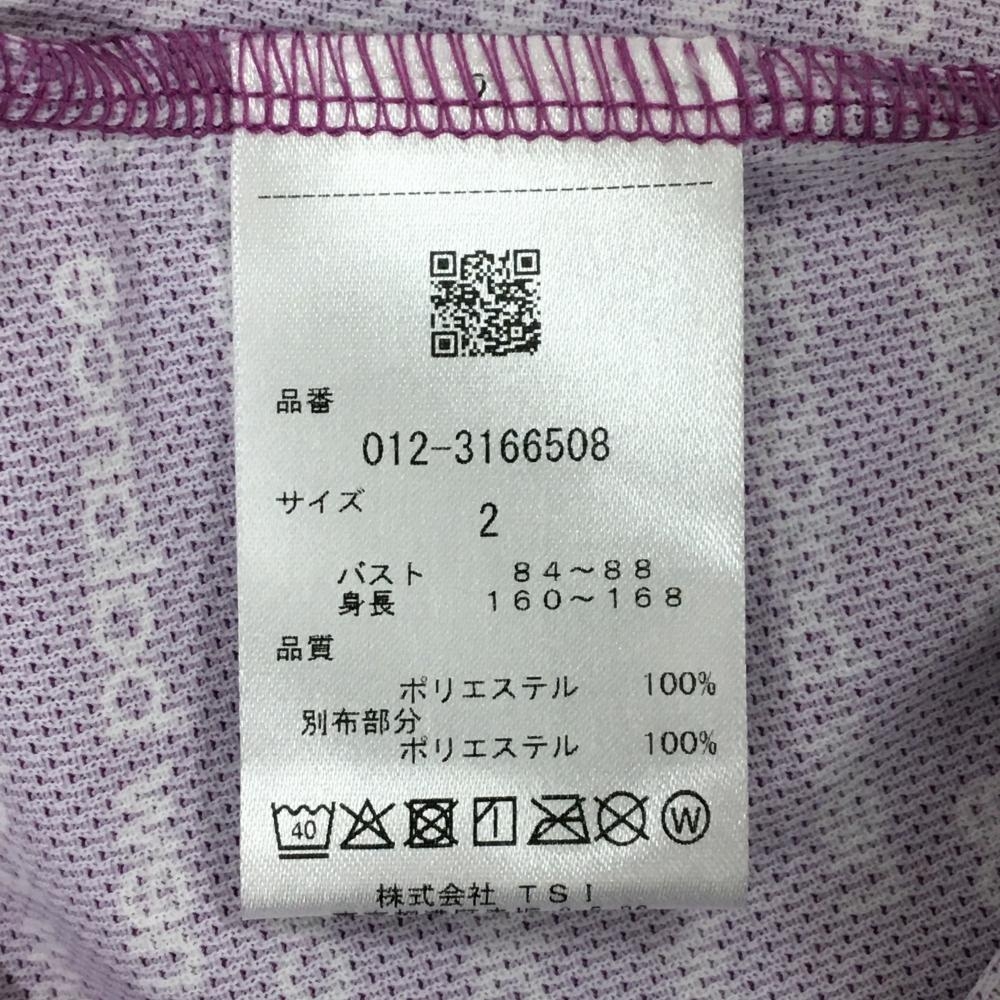 品番
012-3166508
サイズ
2
バスト 84～88
身長 160～168
品質
ポリエステル 100%
別布部分
ポリエステル 100%
40
W
株式会社 TSI